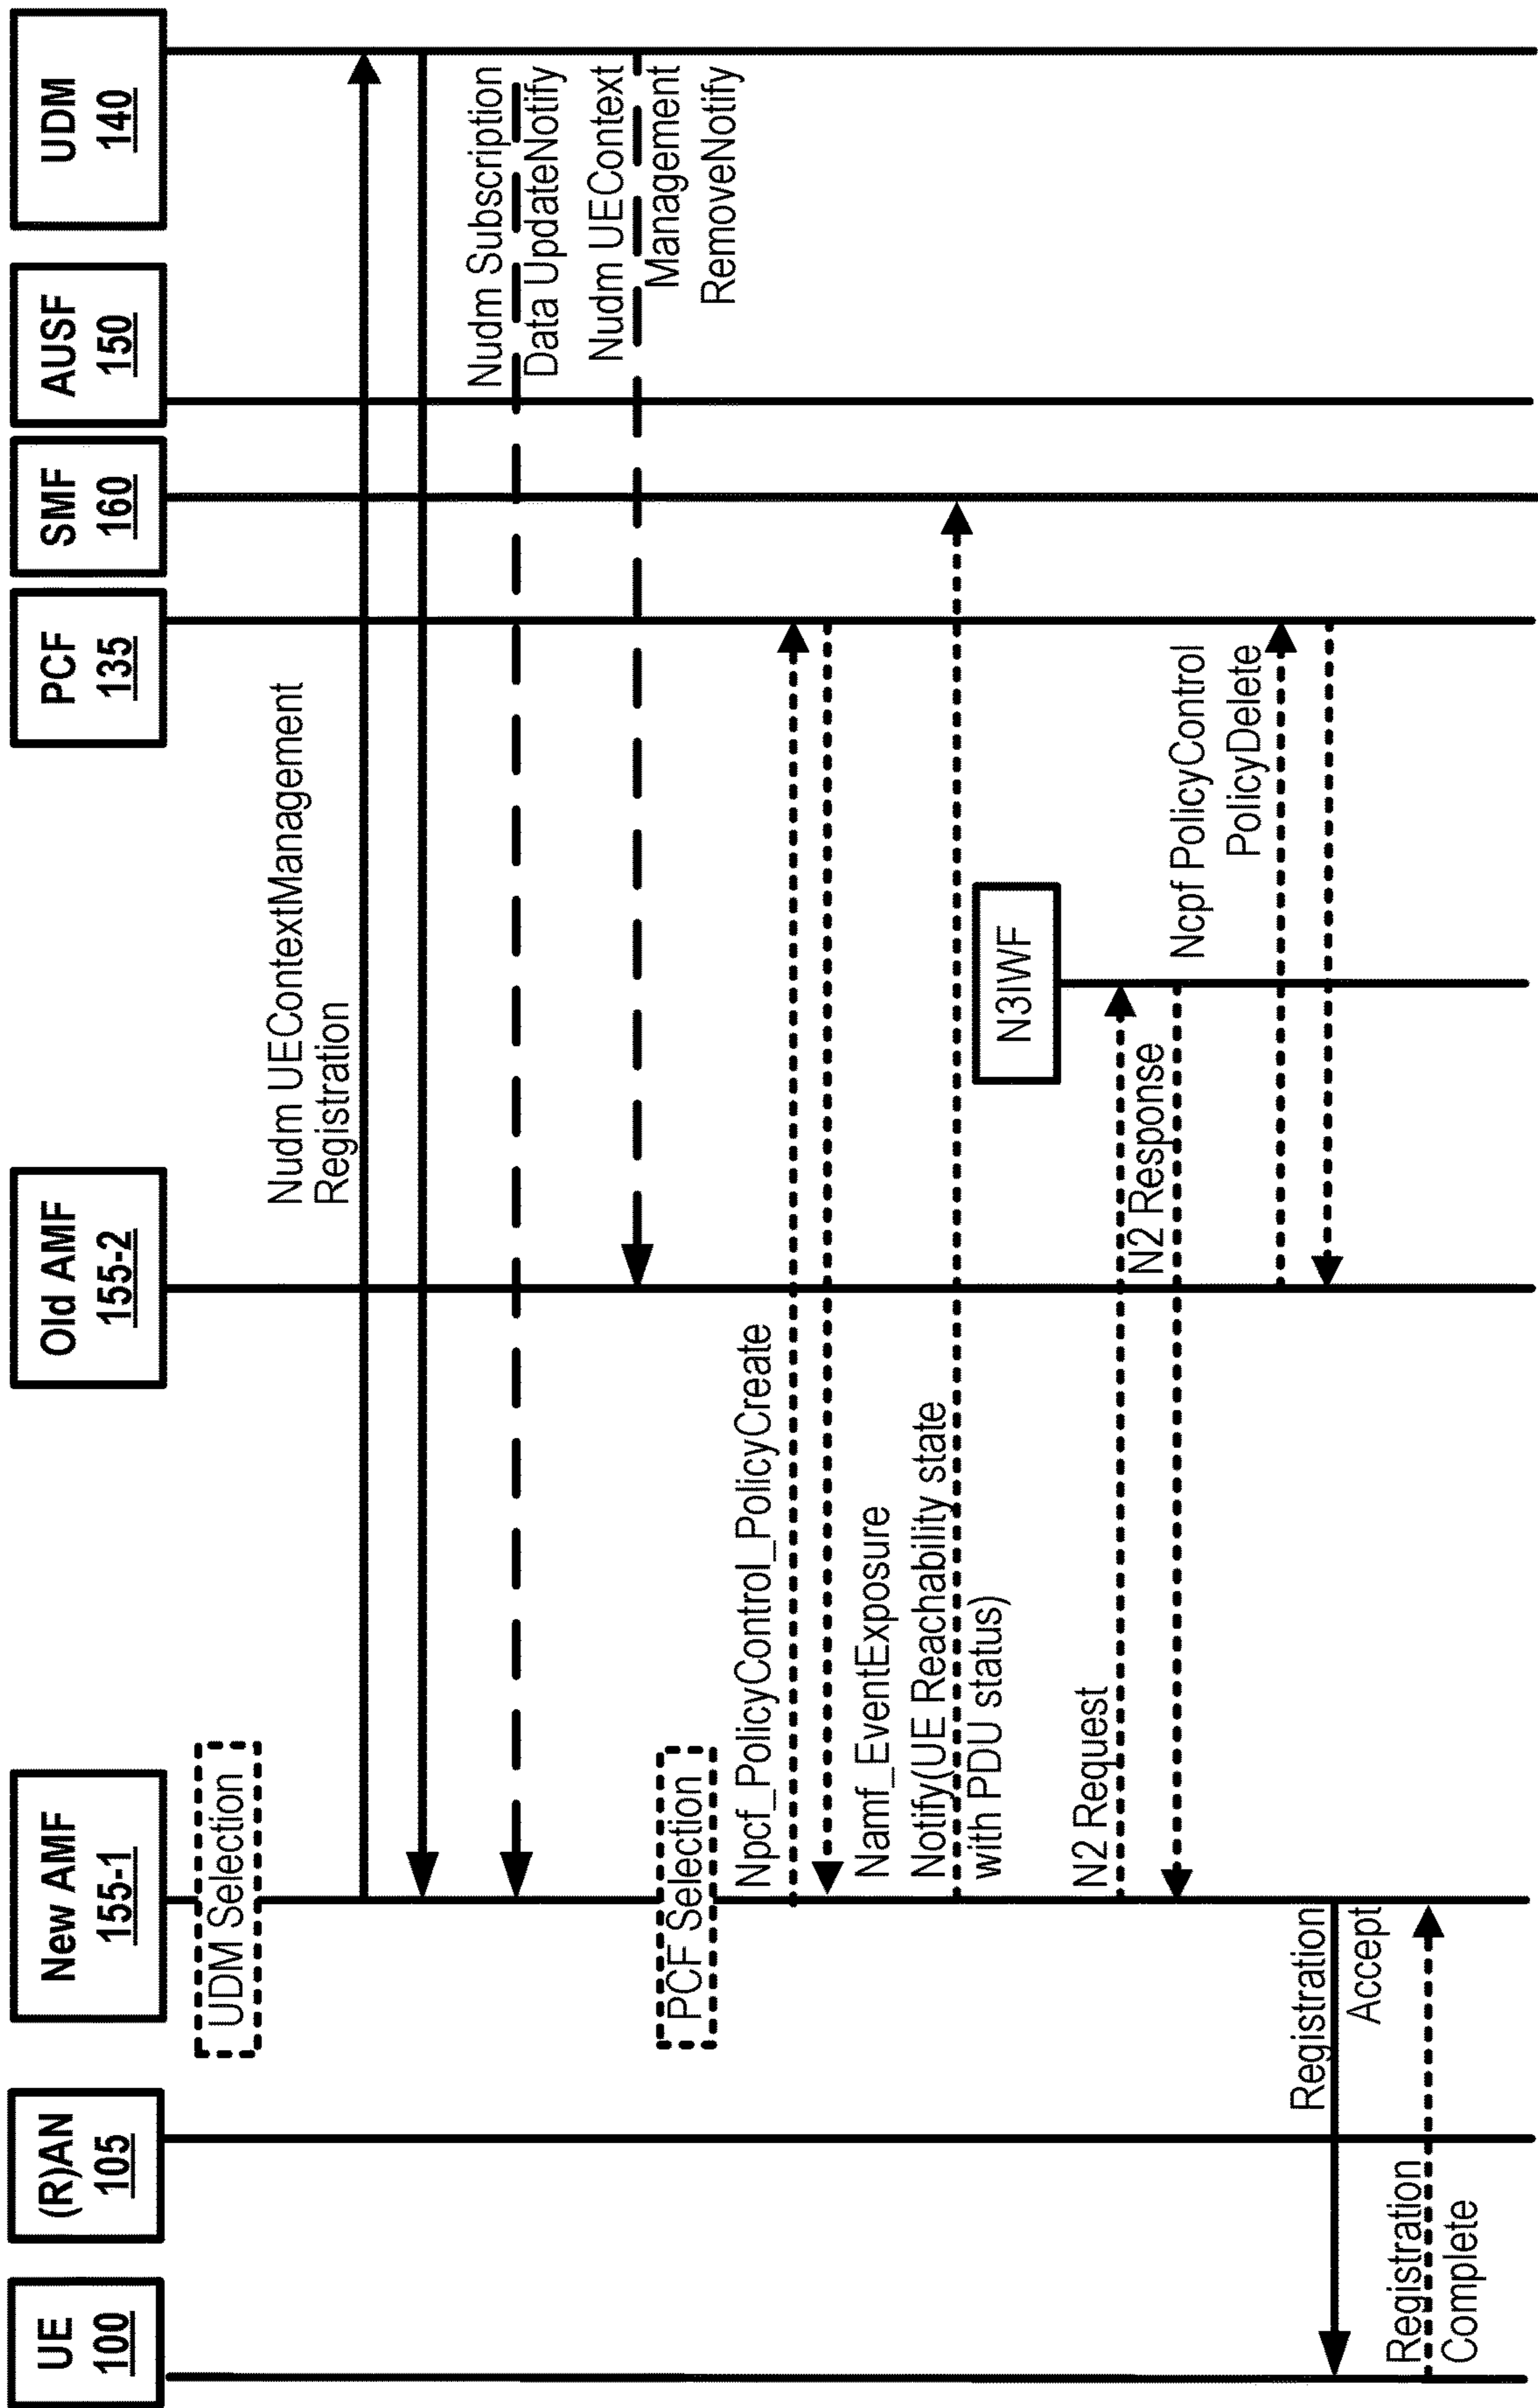 UE
100
(R)AN
105
New AMF
155-1
Old AMF
155-2
PCF
135
SMF
160
AUSF
150
UDM
140
UDM Selection
Nudm UEContextManagement
Registration
Nudm Subscription
Data UpdateNotify
Nudm UEContext
Management
RemoveNotify
PCF Selection
Npcf_PolicyControl_PolicyCreate
Namf_EventExposure
Notify(UE Reachability state
with PDU status)
N3IWF
N2 Request
N2 Response
Ncpf PolicyControl
PolicyDelete
Registration
Accept
Registration
Complete